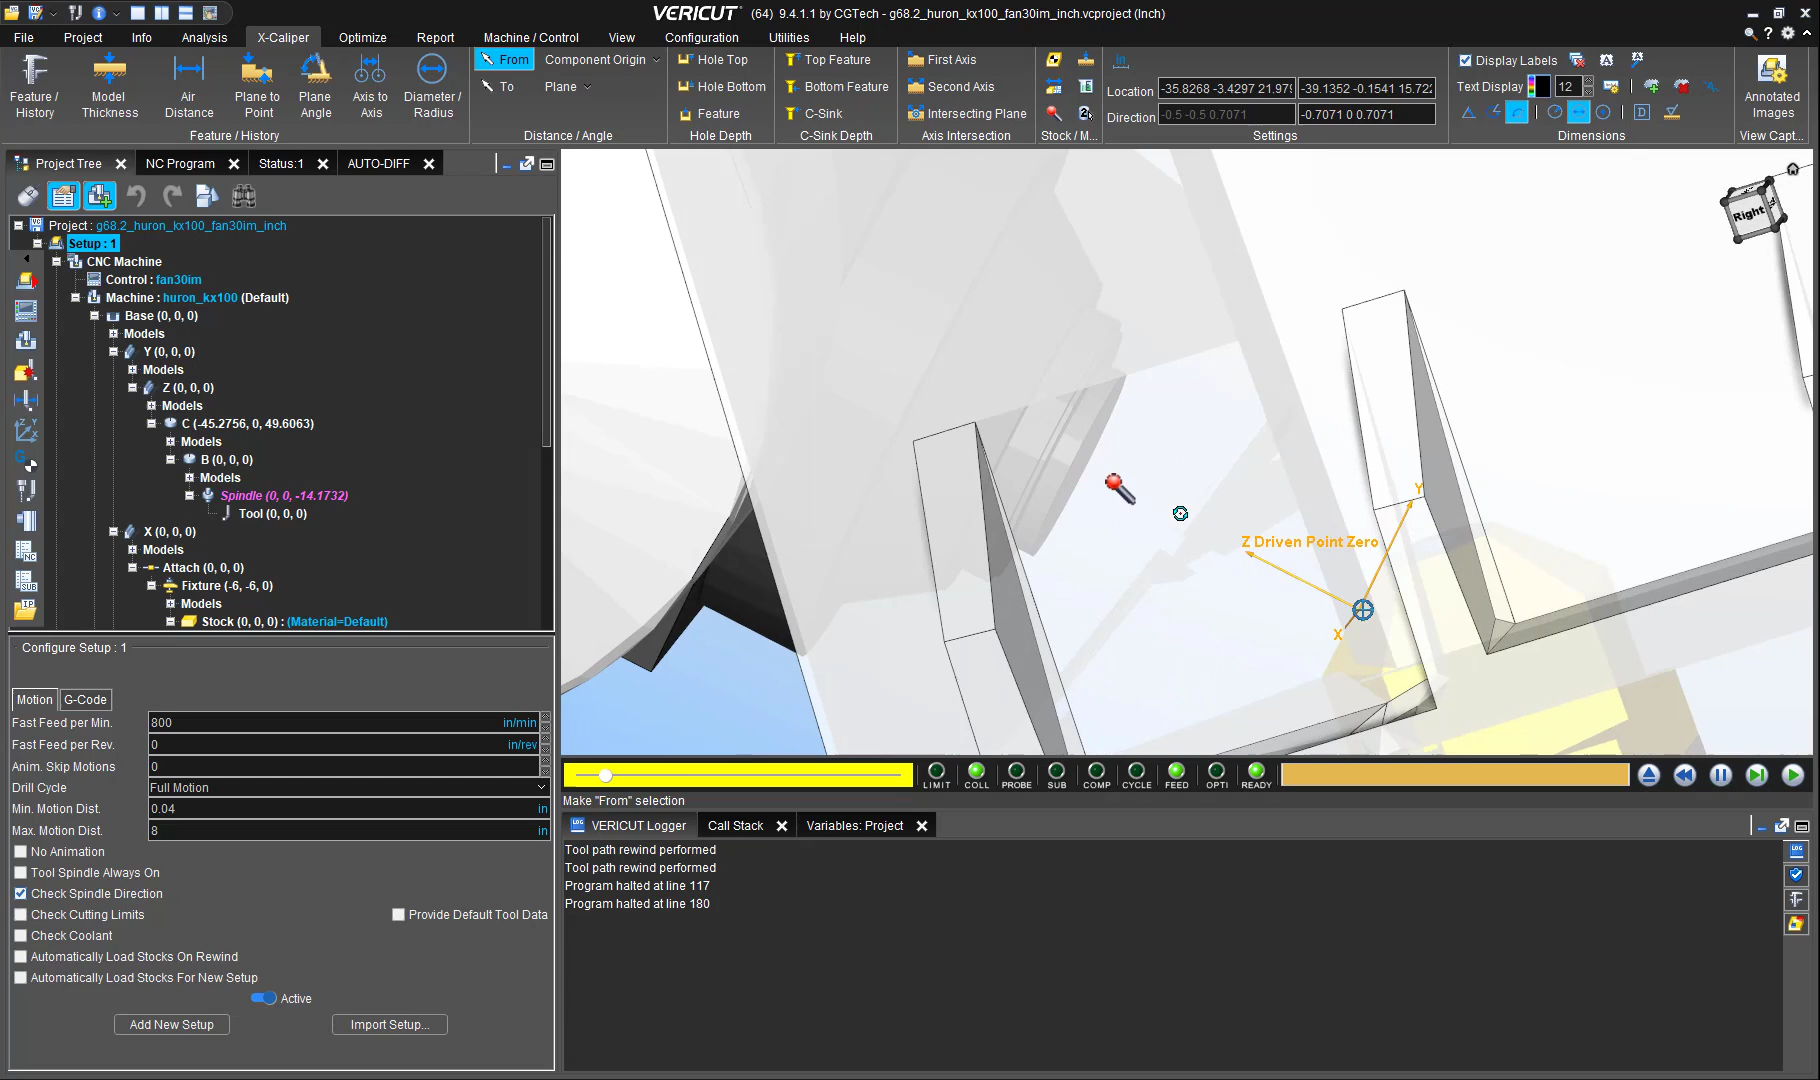 VERICUT (64) 9.4.1.1 by CGTech - g68.2_huron_kx100_fan30im_inch.vcproject (Inch)
File Project Info Analysis X-Caliper Optimize Report Machine / Control View Configuration Utilities Help
Feature / History
Model Thickness
Air Distance
Plane to Point
Plane Angle
Axis to Axis
Diameter / Radius
Feature / History
From Component Origin
To Plane
Distance / Angle
Hole Top
Hole Bottom
Feature
Hole Depth
Top Feature
Bottom Feature
C-Sink
C-Sink Depth
First Axis
Second Axis
Intersecting Plane
Axis Intersection
Stock / M...
Location -35.8268 -3.4297 21.979 -39.1352 -0.1541 15.722
Direction -0.5 -0.5 0.7071 -0.7071 0 0.7071
Settings
Display Labels
Text Display 12
Dimensions
Annotated Images
View Capt...
Project Tree NC Program Status:1 AUTO-DIFF
Project : g68.2_huron_kx100_fan30im_inch
Setup : 1
CNC Machine
Control : fan30im
Machine : huron_kx100 (Default)
Base (0, 0, 0)
Models
Y (0, 0, 0)
Models
Z (0, 0, 0)
Models
C (-45.2756, 0, 49.6063)
Models
B (0, 0, 0)
Models
Spindle (0, 0, -14.1732)
Tool (0, 0, 0)
X (0, 0, 0)
Models
Attach (0, 0, 0)
Fixture (-6, -6, 0)
Models
Stock (0, 0, 0) : (Material=Default)
Right
Y
Z Driven Point Zero
X
Configure Setup : 1
Motion G-Code
Fast Feed per Min. 800 in/min
Fast Feed per Rev. 0 in/rev
Anim. Skip Motions 0
Drill Cycle Full Motion
Min. Motion Dist. 0.04 in
Max. Motion Dist. 8 in
No Animation
Tool Spindle Always On
Check Spindle Direction
Check Cutting Limits Provide Default Tool Data
Check Coolant
Automatically Load Stocks On Rewind
Automatically Load Stocks For New Setup
Active
Add New Setup Import Setup...
LIMIT COLL PROBE SUB COMP CYCLE FEED OPTI READY
Make "From" selection
VERICUT Logger Call Stack Variables: Project
Tool path rewind performed
Tool path rewind performed
Program halted at line 117
Program halted at line 180